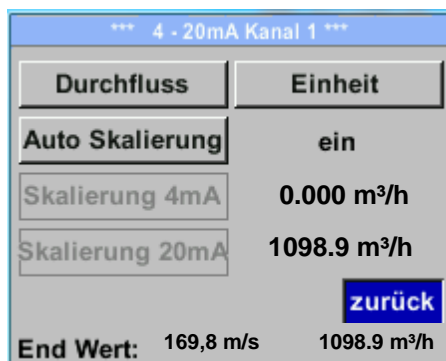 *** 4 - 20mA Kanal 1 ***
Durchfluss Einheit
Auto Skalierung ein
Skalierung 4mA 0.000 m³/h
Skalierung 20mA 1098.9 m³/h
zurück
End Wert: 169,8 m/s 1098.9 m³/h